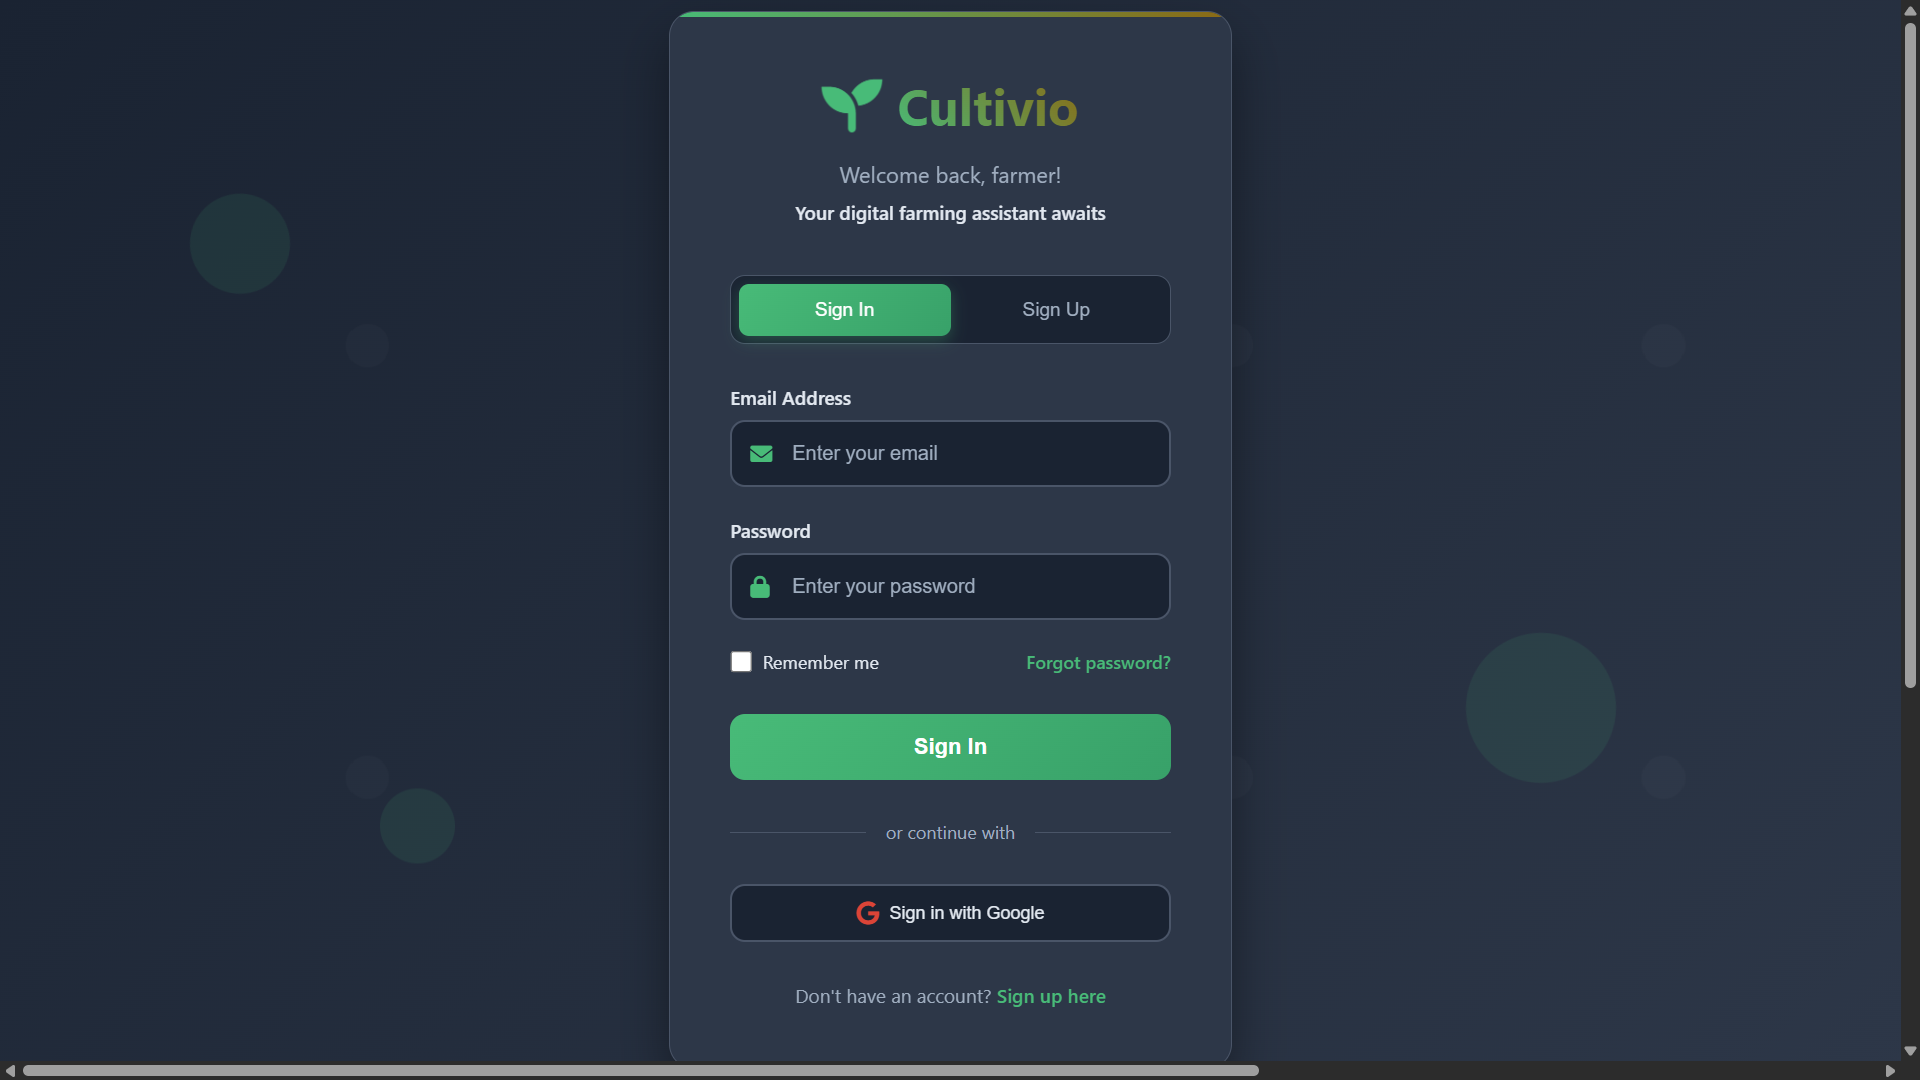 Cultivio
Welcome back, farmer!
Your digital farming assistant awaits
Sign In
Sign Up
Email Address
Enter your email
Password
Enter your password
Remember me
Forgot password?
Sign In
or continue with
Sign in with Google
Don't have an account? Sign up here